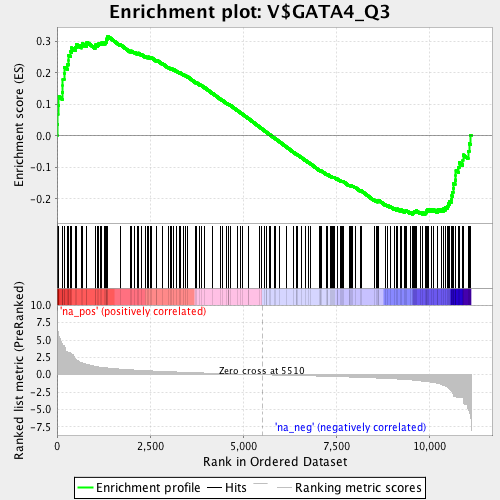 Enrichment plot: V$GATA4_Q3
Enrichment score (ES)
0.3
0.2
0.1
0.0
-0.1
-0.2
'na_pos' (positively correlated)
Ranked list metric (PreRanked)
10.0
7.5
5.0
2.5
0.0
-2.5
-5.0
-7.5
Zero cross at 5510
'na_neg' (negatively correlated)
0
2,500
5,000
7,500
10,000
Rank in Ordered Dataset
Enrichment profile
Hits
Ranking metric scores